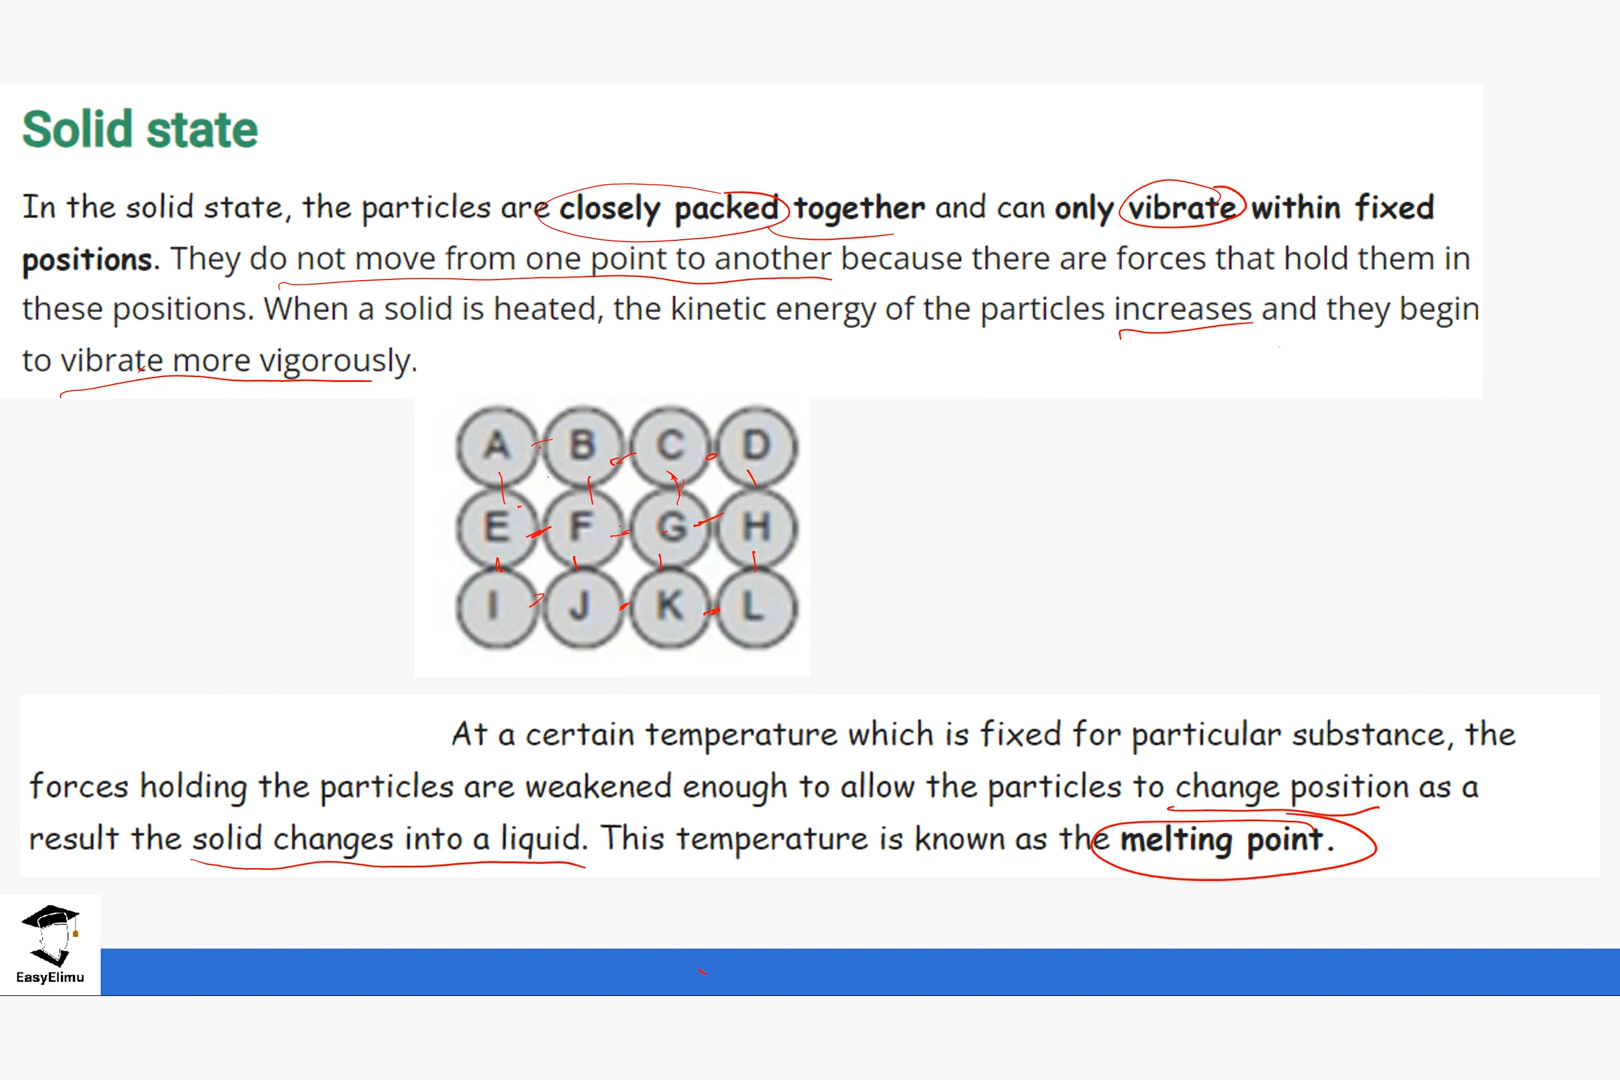 Solid state
In the solid state, the particles are closely packed together and can only vibrate within fixed
positions. They do not move from one point to another because there are forces that hold them in
these positions. When a solid is heated, the kinetic energy of the particles increases and they begin
to vibrate more vigorously.
A B C D
E F G H
I J K L
At a certain temperature which is fixed for particular substance, the
forces holding the particles are weakened enough to allow the particles to change position as a
result the solid changes into a liquid. This temperature is known as the melting point.
EasyElimu